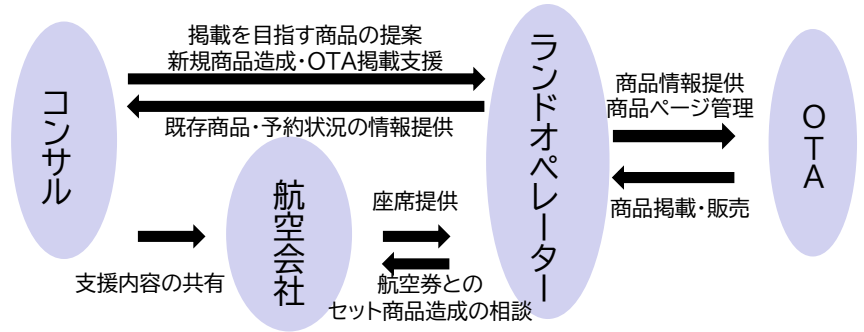 コンサル
掲載を目指す商品の提案
新規商品造成・OTA掲載支援
既存商品・予約状況の情報提供
支援内容の共有
航空会社
座席提供
航空券との
セット商品造成の相談
ランドオペレーター
商品情報提供
商品ページ管理
商品掲載・販売
OTA